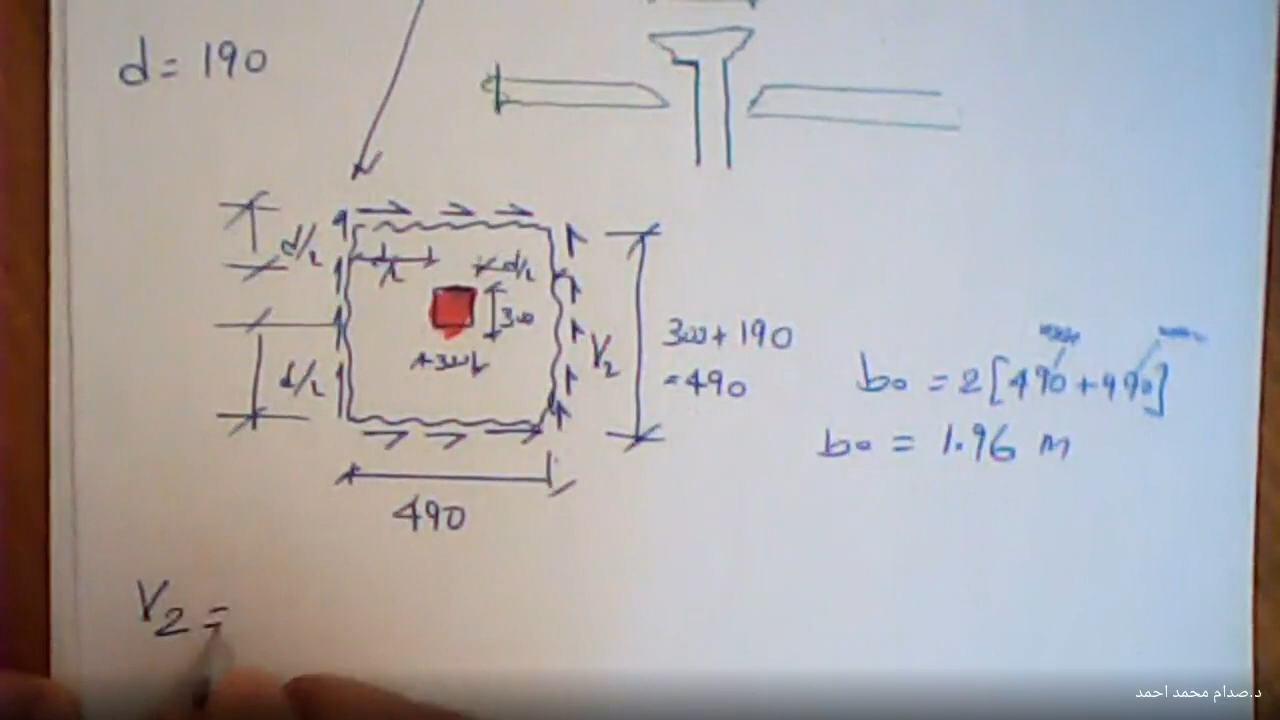 d = 190
d/2
d/2
d/2
300
+300+
d/2
V2
300 + 190
= 490
bo = 2[490 + 490]
bo = 1.96 m
490
V2 =
د.صدام محمد احمد